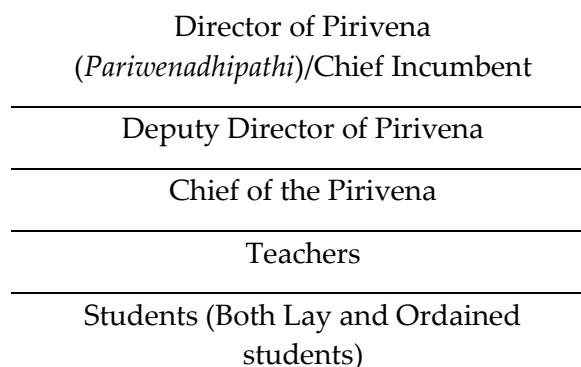 Director of Pirivena
(Pariwenadhipathi)/Chief Incumbent
Deputy Director of Pirivena
Chief of the Pirivena
Teachers
Students (Both Lay and Ordained
students)